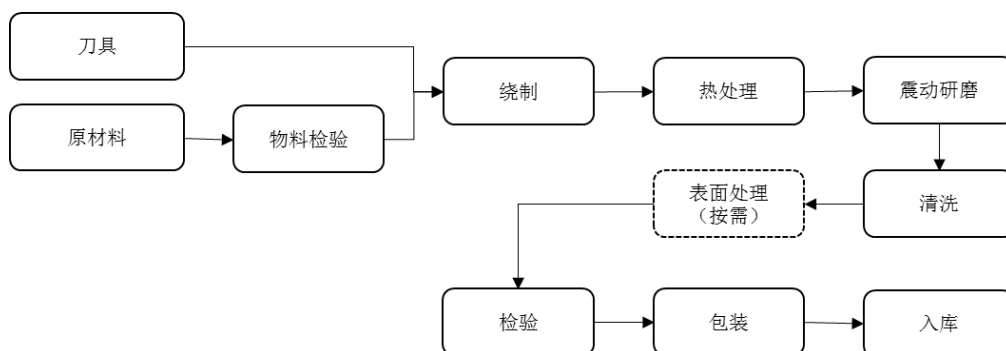 刀具
原材料
物料检验
绕制
热处理
震动研磨
清洗
表面处理
（按需）
检验
包装
入库